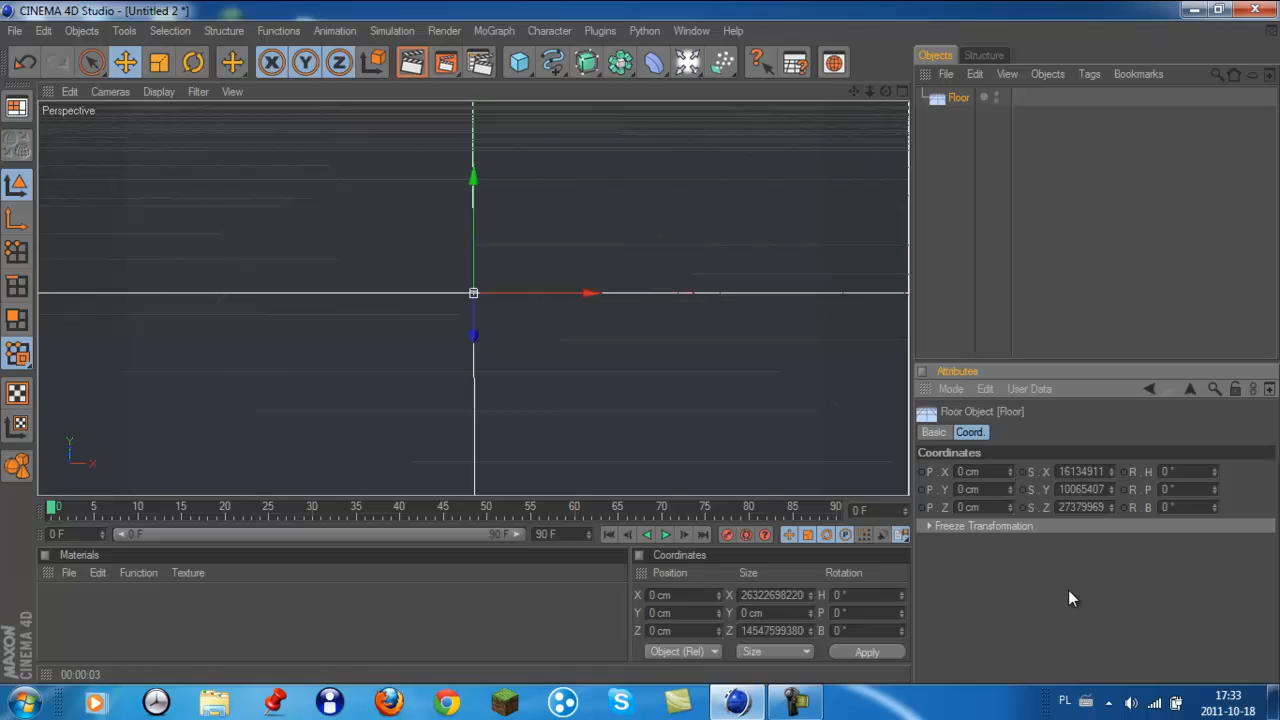 CINEMA 4D Studio - [Untitled 2 *]
File Edit Objects Tools Selection Structure Functions Animation Simulation Render MoGraph Character Plugins Python Window Help
X Y Z
Objects Structure
File Edit View Objects Tags Bookmarks
Edit Cameras Display Filter View
Floor
Perspective
Attributes
Mode Edit User Data
Floor Object [Floor]
Basic Coord.
Coordinates
P . X 0 cm S . X 16134911 R . H 0 °
P . Y 0 cm S . Y 10065407 R . P 0 °
P . Z 0 cm S . Z 27379969 R . B 0 °
Freeze Transformation
Y
X
0 5 10 15 20 25 30 35 40 45 50 55 60 65 70 75 80 85 90 0 F
0 F 0 F 90 F 90 F
Materials
File Edit Function Texture
Coordinates
Position Size Rotation
X 0 cm X 26322698220 H 0 °
Y 0 cm Y 0 cm P 0 °
Z 0 cm Z 14547599380 B 0 °
Object (Rel) Size Apply
MAXON
CINEMA 4D
00:00:03
PL
17:33
2011-10-18